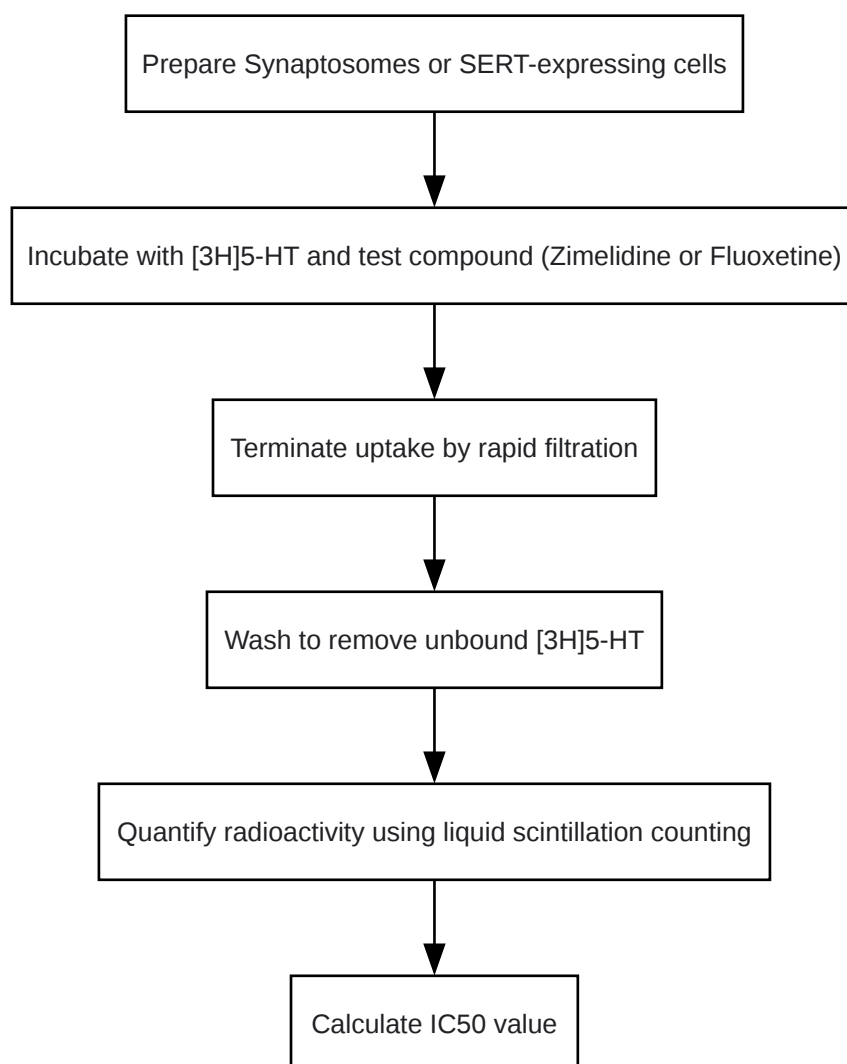 Prepare Synaptosomes or SERT-expressing cells
Incubate with [3H]5-HT and test compound (Zimelidine or Fluoxetine)
Terminate uptake by rapid filtration
Wash to remove unbound [3H]5-HT
Quantify radioactivity using liquid scintillation counting
Calculate IC50 value